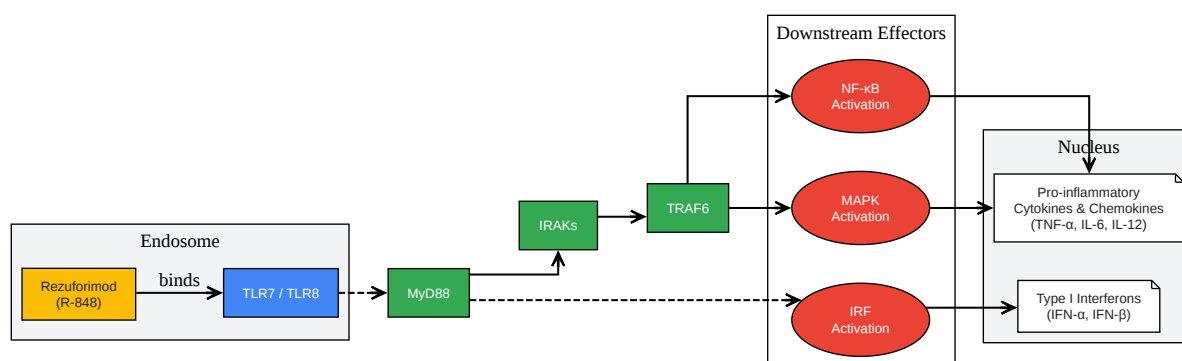 Downstream Effectors
NF-κB
Activation
Nucleus
Pro-inflammatory
Cytokines & Chemokines
(TNF-α, IL-6, IL-12)
TRAF6
MAPK
Activation
IRAKs
Endosome
Rezuforimod
(R-848)
binds
TLR7 / TLR8
MyD88
IRF
Activation
Type I Interferons
(IFN-α, IFN-β)